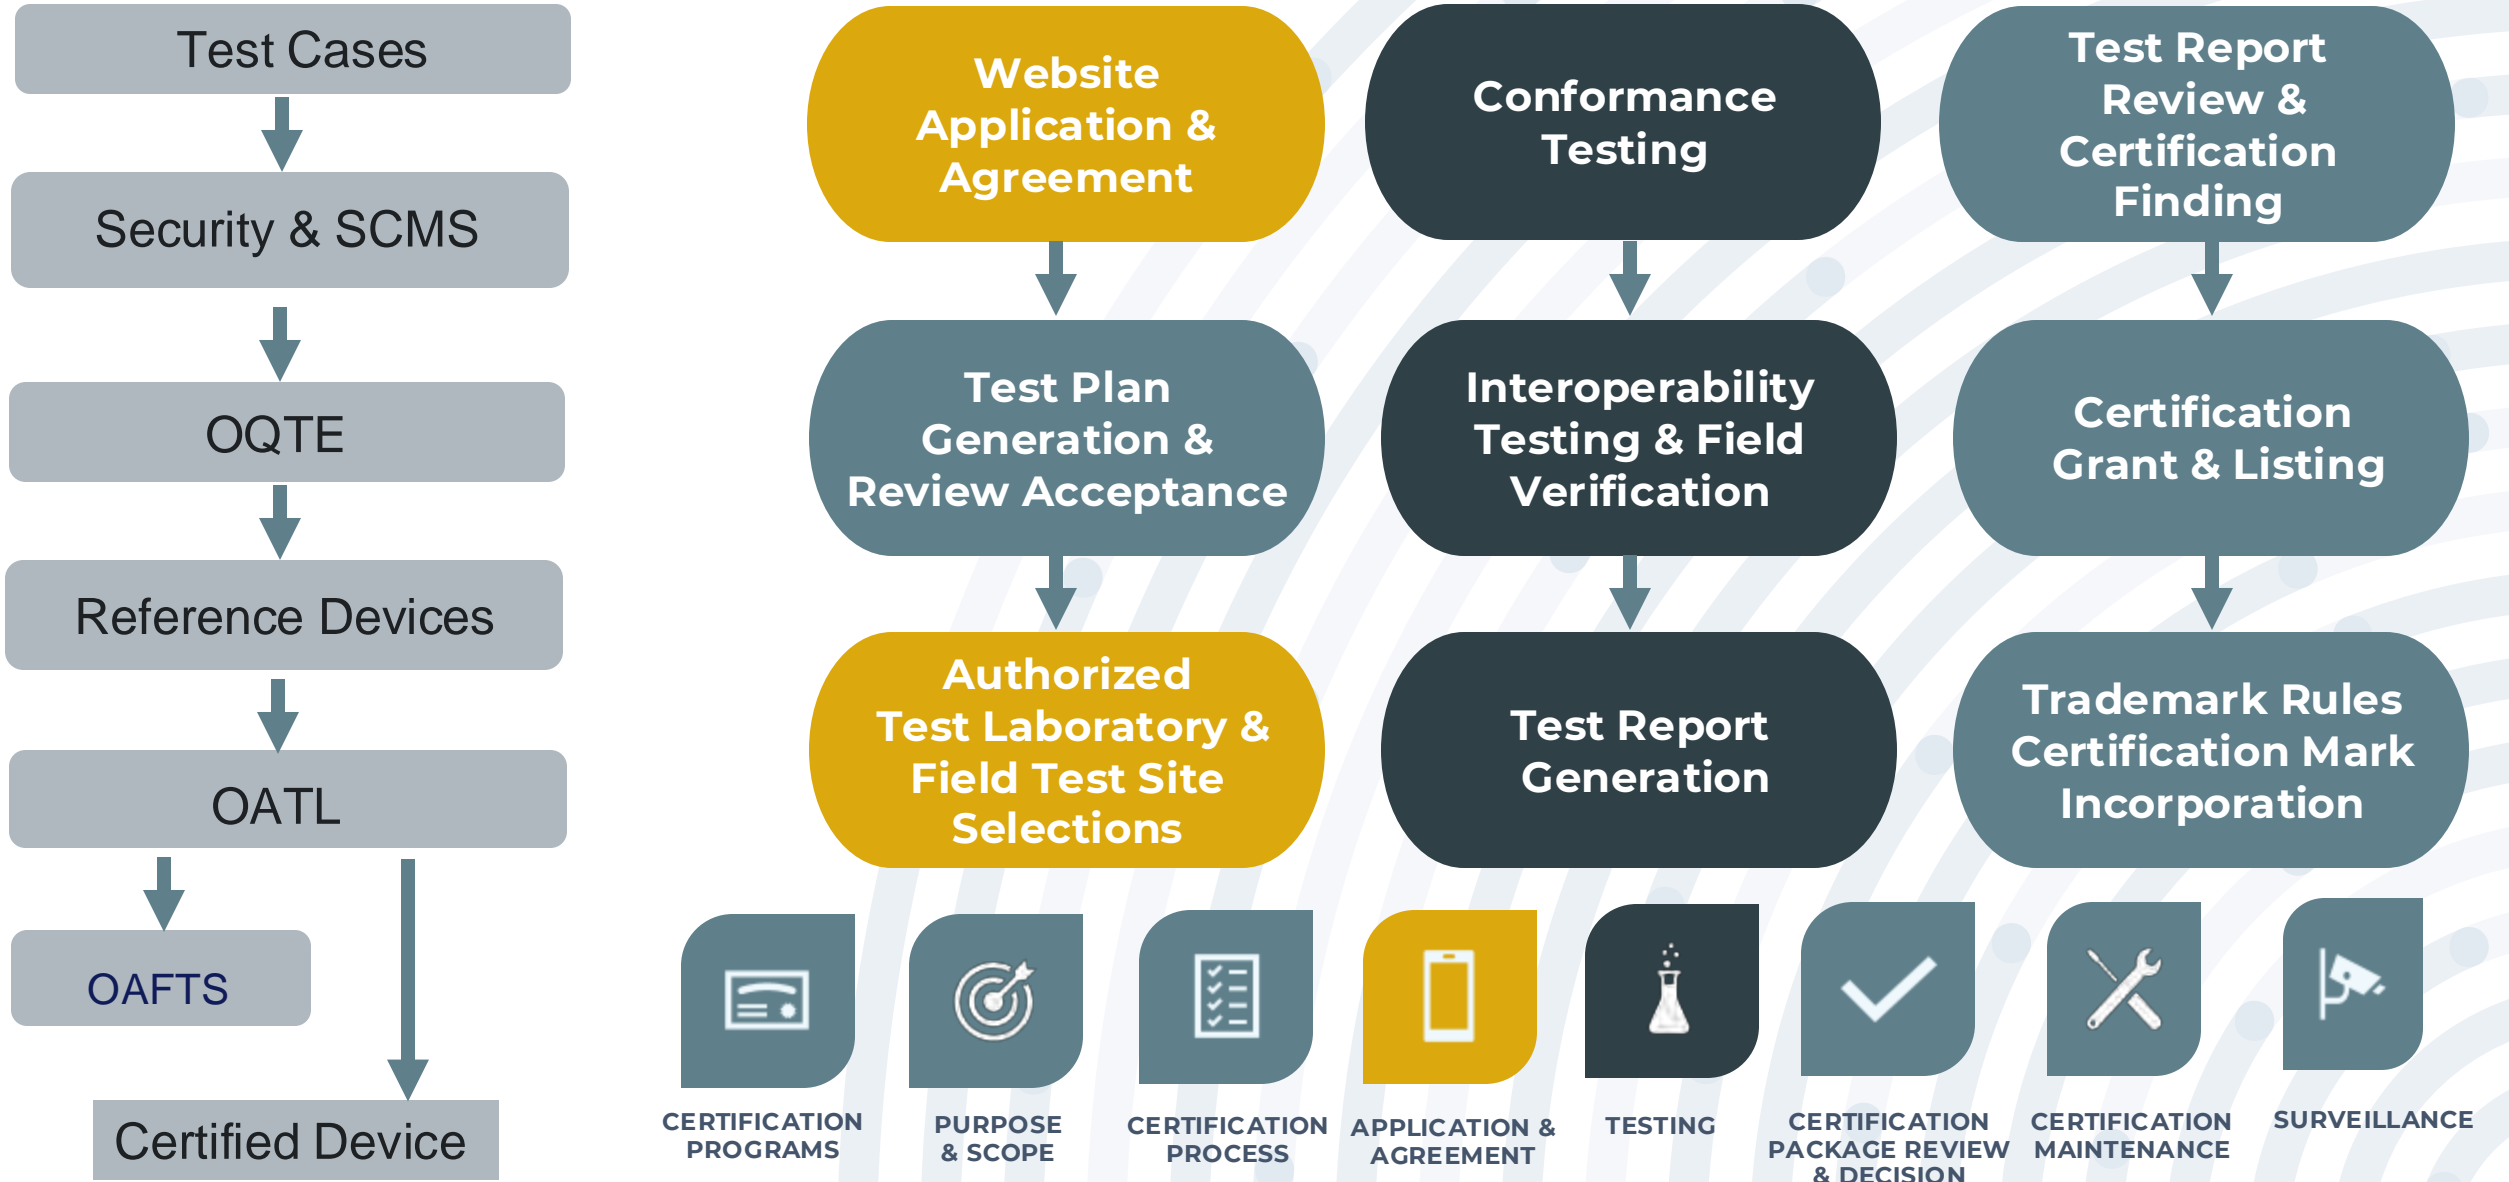 Test Cases
Security & SCMS
OQTE
Reference Devices
OATL
OAFTS
Certified Device
Website
Application &
Agreement
Test Plan
Generation &
Review Acceptance
Authorized
Test Laboratory &
Field Test Site
Selections
Conformance
Testing
Interoperability
Testing & Field
Verification
Test Report
Generation
Test Report
Review &
Certification
Finding
Certification
Grant & Listing
Trademark Rules
Certification Mark
Incorporation
CERTIFICATION
PROGRAMS
PURPOSE
& SCOPE
CERTIFICATION
PROCESS
APPLICATION &
AGREEMENT
TESTING
CERTIFICATION
PACKAGE REVIEW
& DECISION
CERTIFICATION
MAINTENANCE
SURVEILLANCE